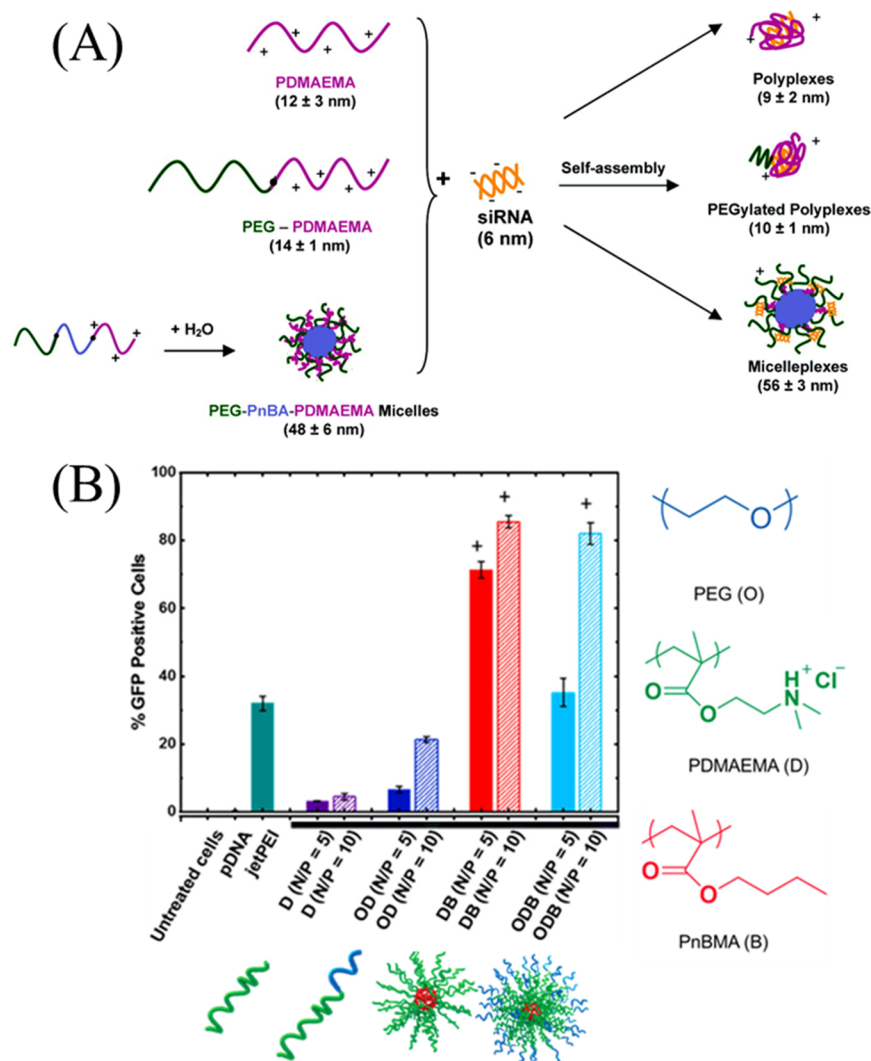 (A)
PDMAEMA
(12 ± 3 nm)
PEG – PDMAEMA
(14 ± 1 nm)
+ H₂O
PEG-PnBA-PDMAEMA Micelles
(48 ± 6 nm)
+
siRNA
(6 nm)
Self-assembly
Polyplexes
(9 ± 2 nm)
PEGylated Polyplexes
(10 ± 1 nm)
Micelleplexes
(56 ± 3 nm)
(B)
% GFP Positive Cells
100
80
60
40
20
0
+
+
+
Untreated cells
pDNA
jetPEI
D (N/P = 5)
D (N/P = 10)
OD (N/P = 5)
OD (N/P = 10)
DB (N/P = 5)
DB (N/P = 10)
ODB (N/P = 5)
ODB (N/P = 10)
O
PEG (O)
O
O
H
N
+
Cl⁻
PDMAEMA (D)
O
O
PnBMA (B)